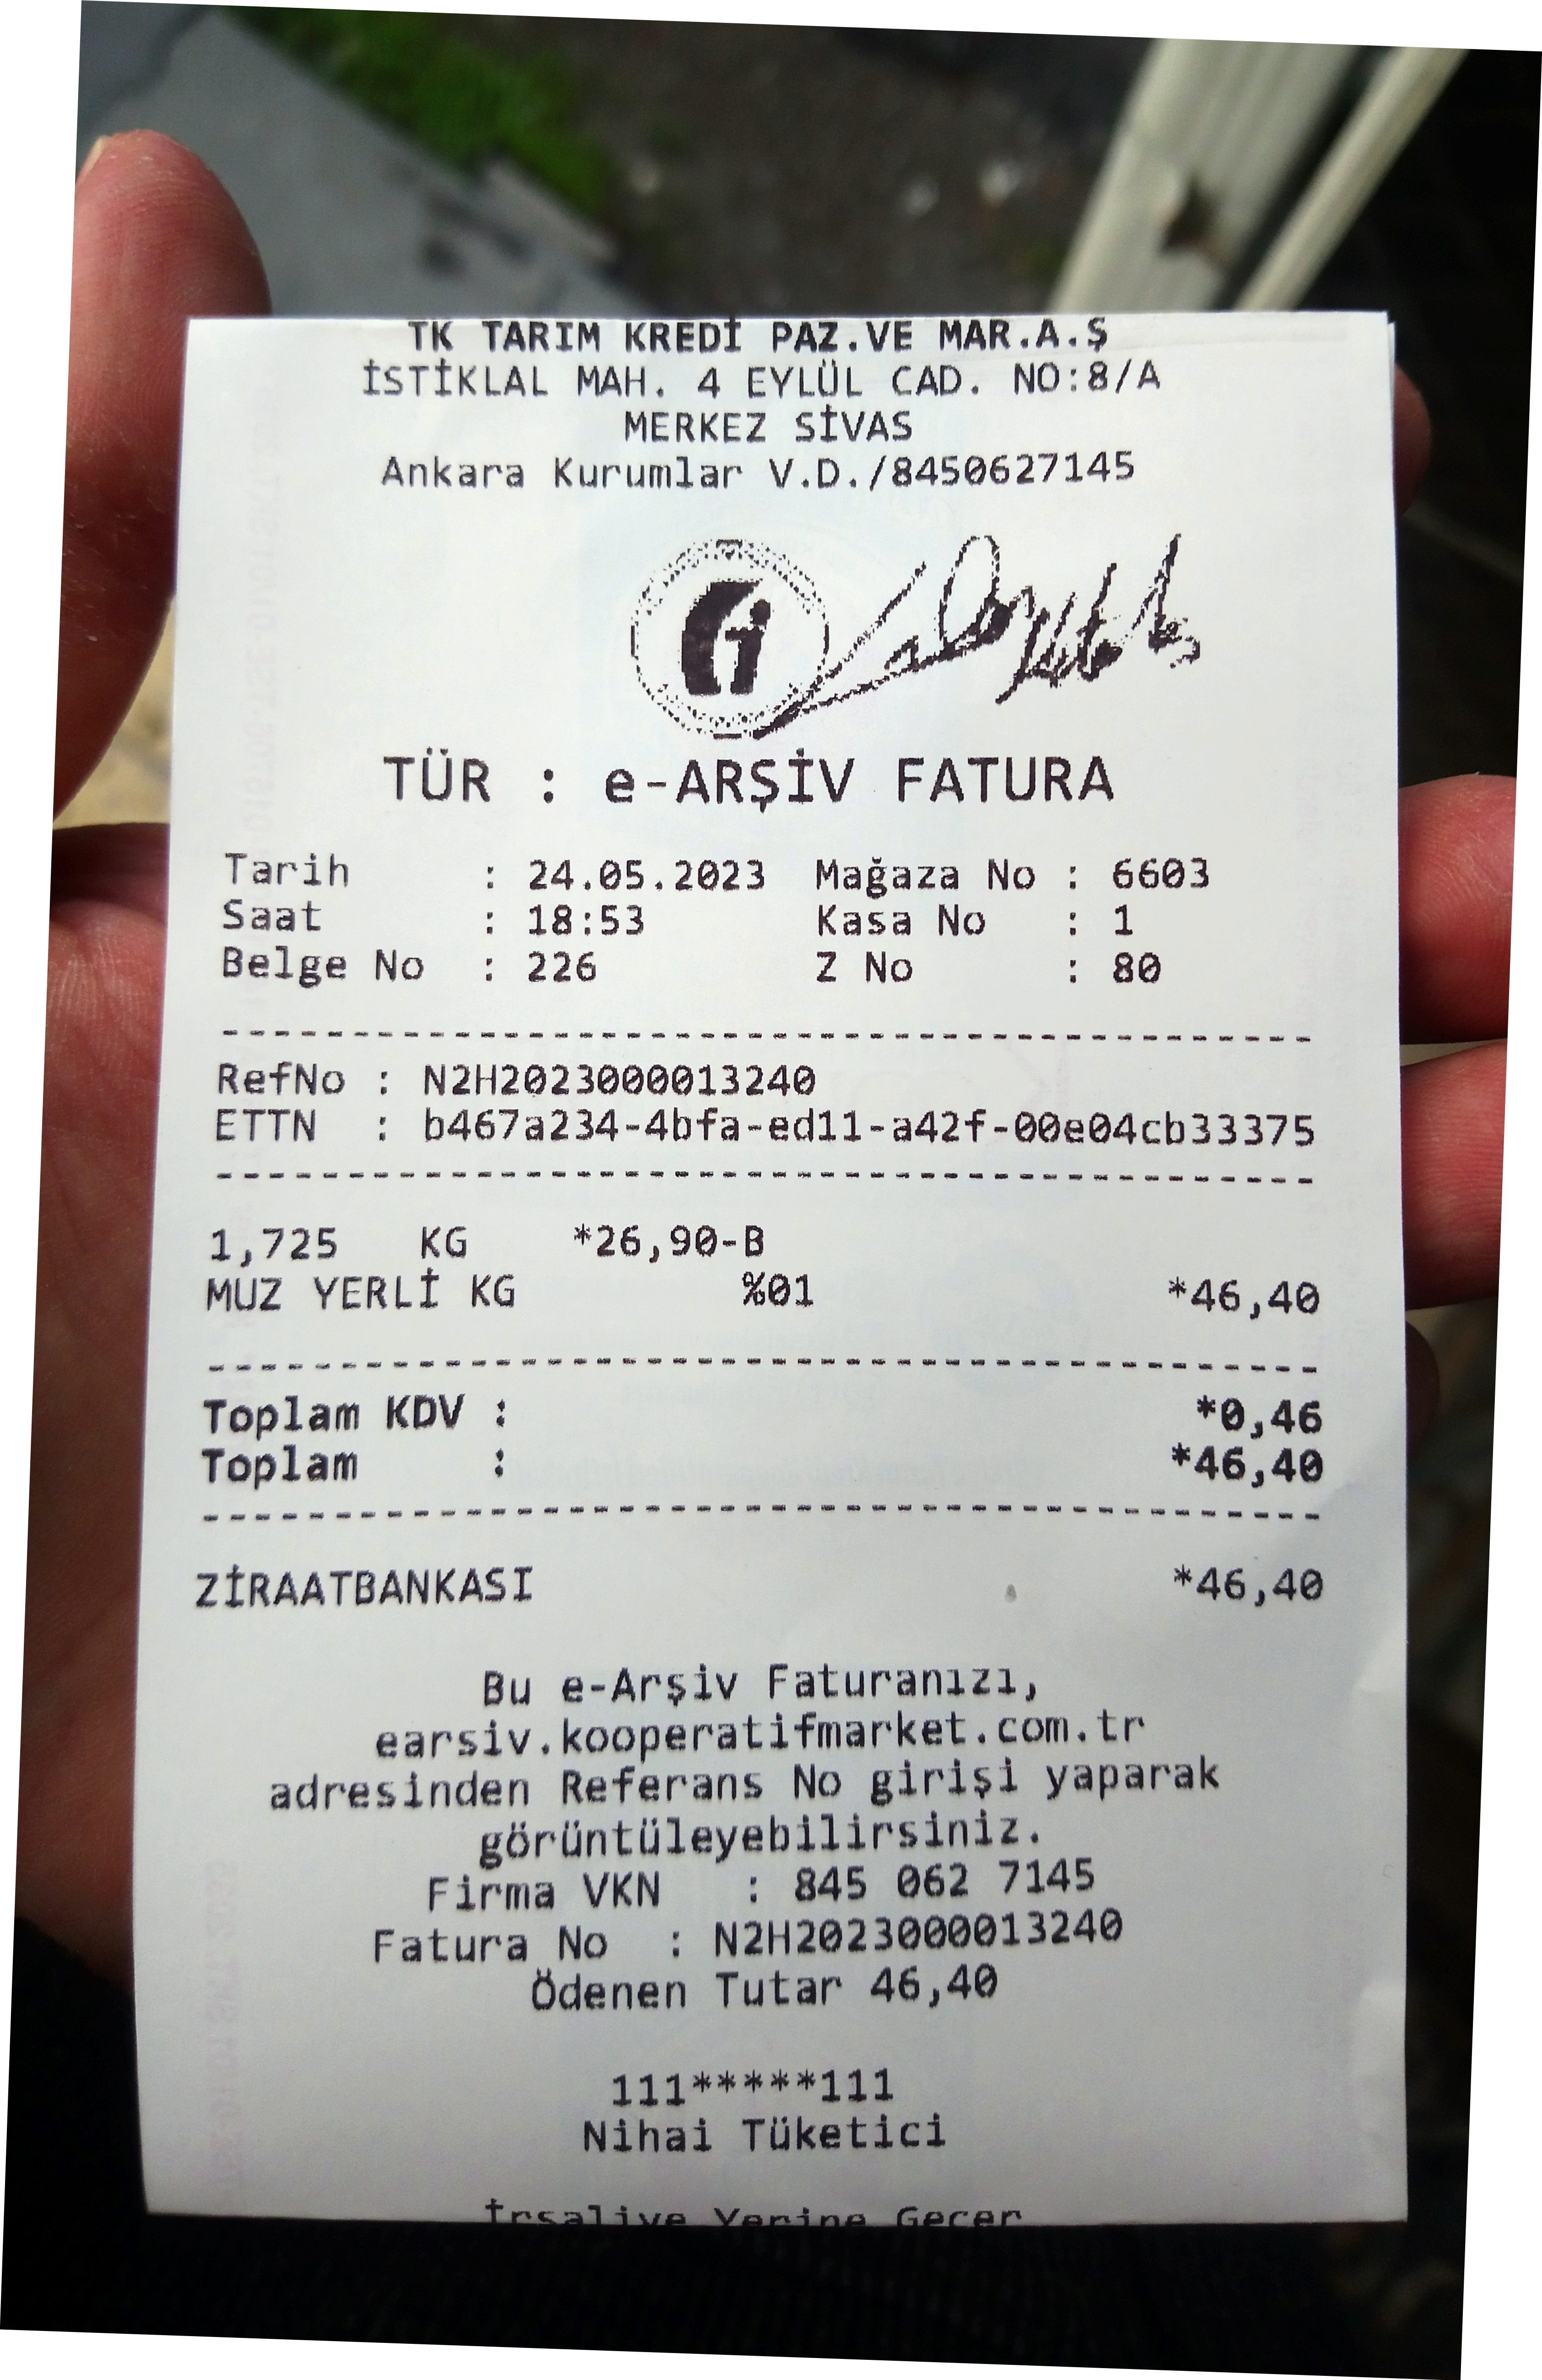 TK TARIM KREDİ PAZ.VE MAR.A.Ş
İSTİKLAL MAH. 4 EYLÜL CAD. NO:8/A
MERKEZ SİVAS
Ankara Kurumlar V.D./8450627145
TÜR : e-ARŞİV FATURA
Tarih : 24.05.2023 Mağaza No : 6603
Saat : 18:53 Kasa No : 1
Belge No : 226 Z No : 80
--------------------------------------------
RefNo : N2H2023000013240
ETTN : b467a234-4bfa-ed11-a42f-00e04cb33375
--------------------------------------------
1,725 KG *26,90-B
MUZ YERLİ KG %01 *46,40
--------------------------------------------
Toplam KDV : *0,46
Toplam : *46,40
--------------------------------------------
ZİRAATBANKASI *46,40
Bu e-Arşiv Faturanızı,
earsiv.kooperatifmarket.com.tr
adresinden Referans No girişi yaparak
görüntüleyebilirsiniz.
Firma VKN : 845 062 7145
Fatura No : N2H2023000013240
Ödenen Tutar 46,40
111*****111
Nihai Tüketici
İrsaliye Yerine Geçer